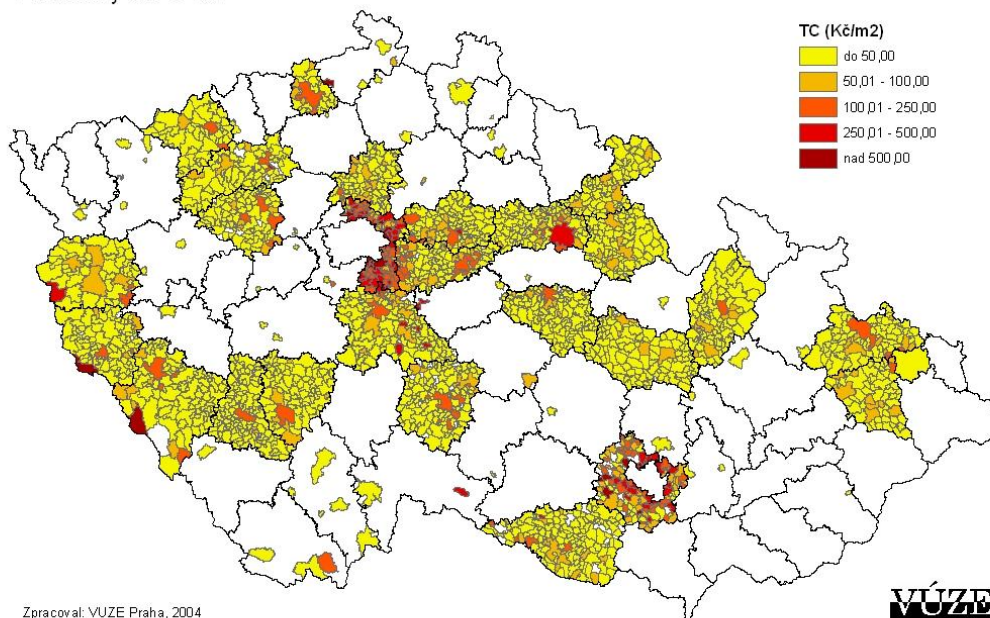 TC (Kč/m2)
do 50,00
50,01 - 100,00
100,01 - 250,00
250,01 - 500,00
nad 500,00
Zpracoval: VÚZE Praha, 2004
VÚZE